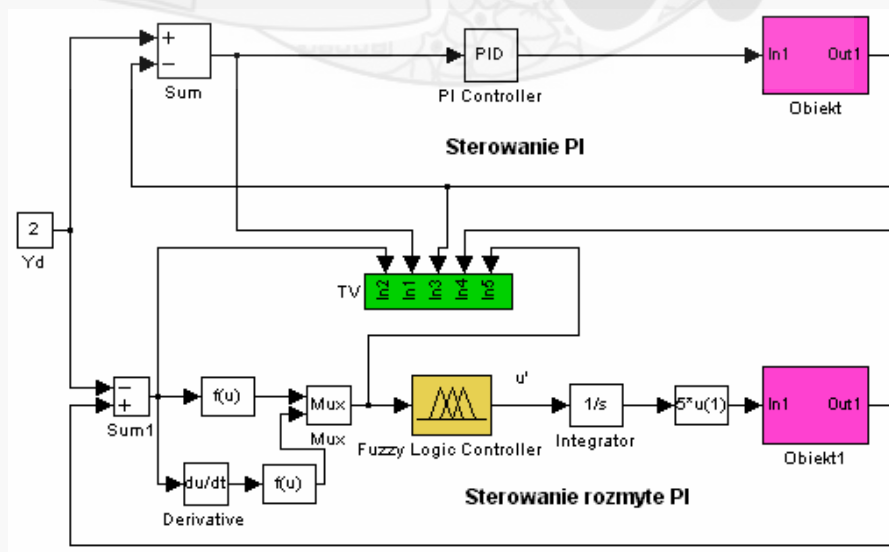 +
−
Sum
PID
PI Controller
In1 Out1
Obiekt
Sterowanie PI
2
Yd
TV
In2 In1 In3 In4 In5
−
+
Sum1
f(u)
Mux
Mux
du/dt
Derivative
f(u)
Fuzzy Logic Controller
u'
1/s
Integrator
5*u(1)
In1 Out1
Obiekt1
Sterowanie rozmyte PI